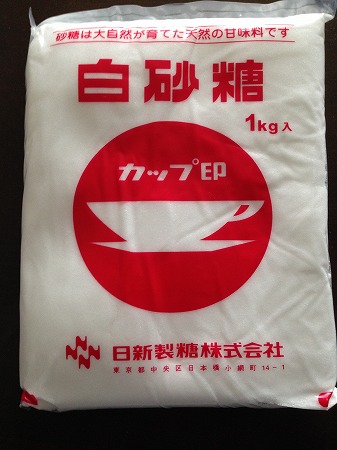 砂糖は大自然が育てた天然の甘味料です
白砂糖
1kg入
カップ印
日新製糖株式会社
東京都中央区日本橋小網町14-1